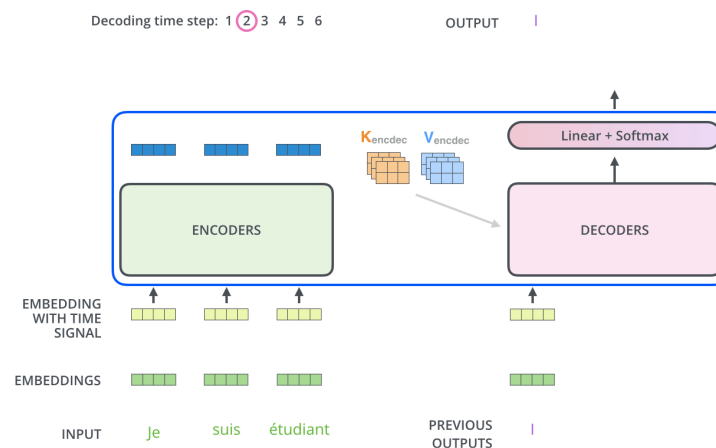 Decoding time step: 1 2 3 4 5 6
OUTPUT I
Kencdec Vencdec
Linear + Softmax
ENCODERS
DECODERS
EMBEDDING
WITH TIME
SIGNAL
EMBEDDINGS
INPUT Je suis étudiant
PREVIOUS
OUTPUTS I